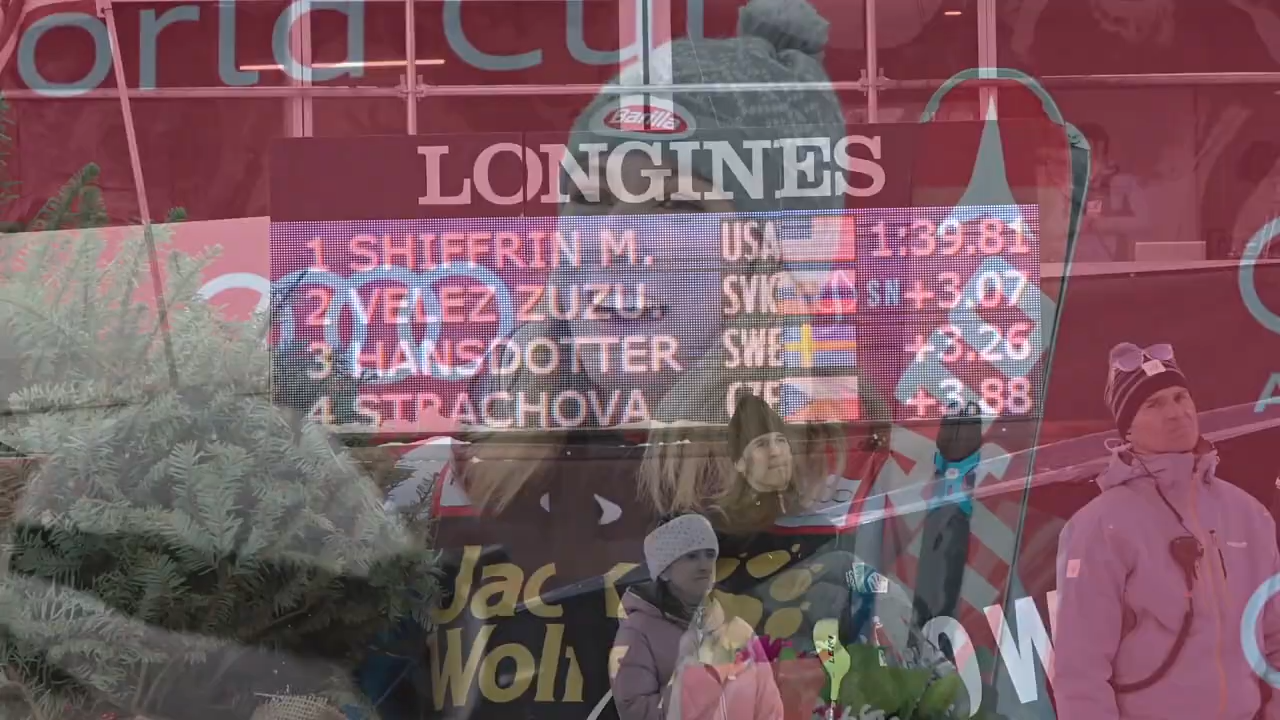 orld Cu
Barilla
LONGINES
1 SHIFFRIN M. USA 1:39.81
2 VELEZ ZUZU. SVK SN +3.07
3 HANSDOTTER SWE +3.26
4 STRACHOVA CZE +3.88
Jac
Wol